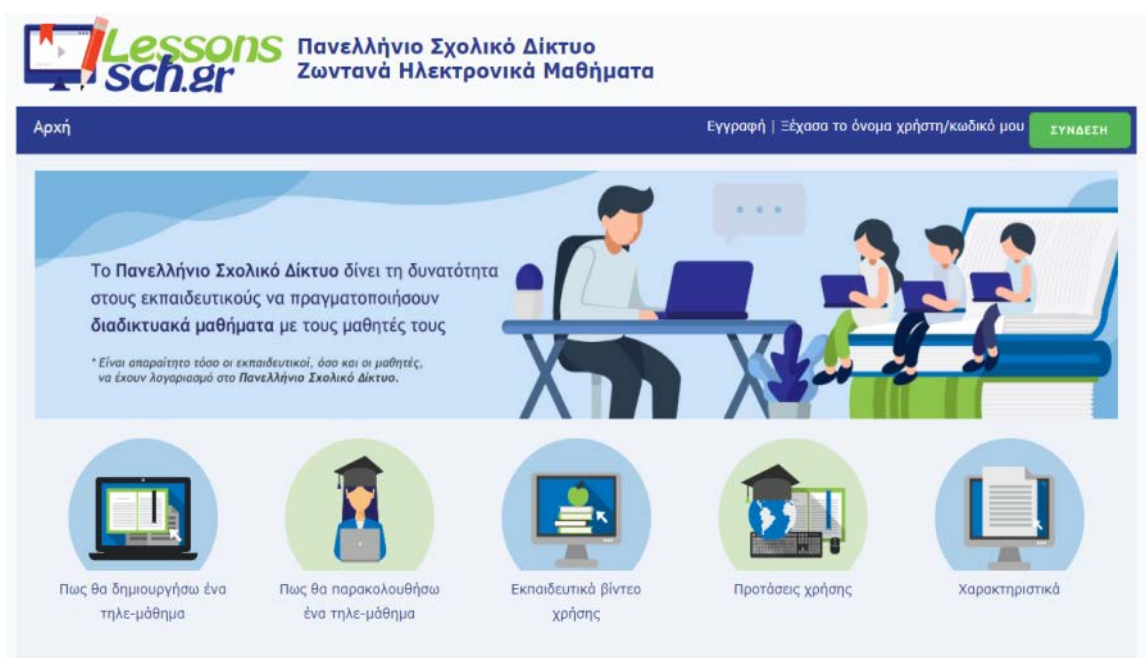 Lessons
sch.gr
Πανελλήνιο Σχολικό Δίκτυο
Ζωντανά Ηλεκτρονικά Μαθήματα
Αρχή
Εγγραφή | Ξέχασα το όνομα χρήστη/κωδικό μου
ΣΥΝΔΕΣΗ
Το Πανελλήνιο Σχολικό Δίκτυο δίνει τη δυνατότητα
στους εκπαιδευτικούς να πραγματοποιήσουν
διαδικτυακά μαθήματα με τους μαθητές τους
* Είναι απαραίτητο τόσο οι εκπαιδευτικοί, όσο και οι μαθητές,
να έχουν λογαριασμό στο Πανελλήνιο Σχολικό Δίκτυο.
Πως θα δημιουργήσω ένα
τηλε-μάθημα
Πως θα παρακολουθήσω
ένα τηλε-μάθημα
Εκπαιδευτικά βίντεο
χρήσης
Προτάσεις χρήσης
Χαρακτηριστικά